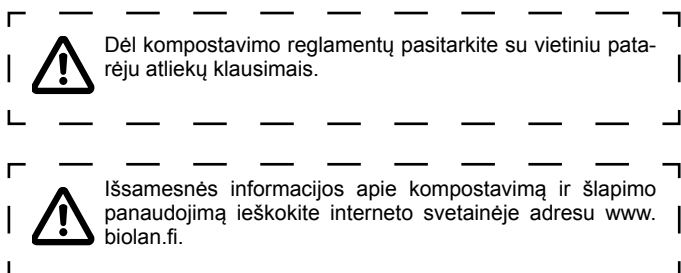 Dėl kompostavimo reglamentų pasitarkite su vietiniu pata-
rėju atliekų klausimais.
Išsamesnės informacijos apie kompostavimą ir šlapimo
panaudojimą ieškokite interneto svetainėje adresu www.
biolan.fi.